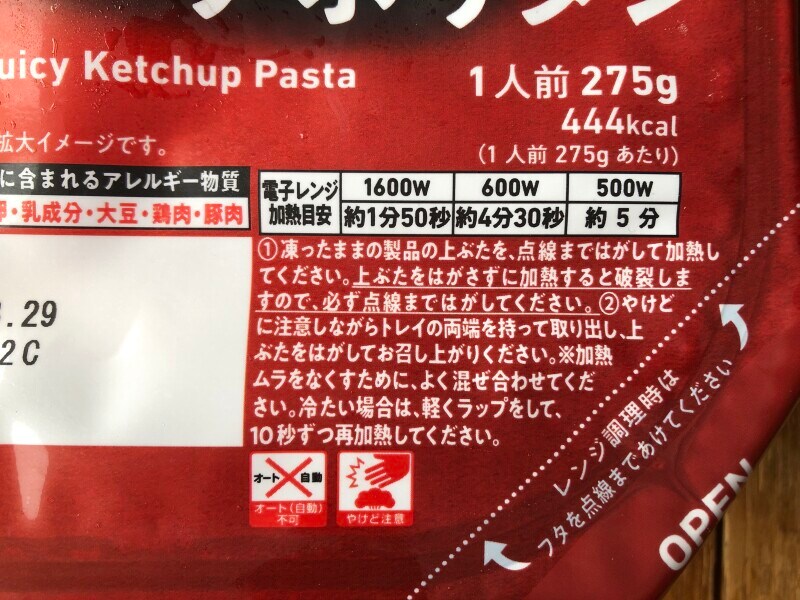 uicy Ketchup Pasta
1人前 275g
444kcal
(1人前 275g あたり)
拡大イメージです。
に含まれるアレルギー物質
卵・乳成分・大豆・鶏肉・豚肉
電子レンジ加熱目安 1600W 600W 500W
約1分50秒 約4分30秒 約5分
①凍ったままの製品の上ぶたを、点線まではがして加熱し
てください。上ぶたをはがさずに加熱すると破裂しま
すので、必ず点線まではがしてください。②やけど
に注意しながらトレイの両端を持って取り出し、上
ぶたをはがしてお召し上がりください。※加熱
ムラをなくすために、よく混ぜ合わせてくだ
さい。冷たい場合は、軽くラップをして、
10秒ずつ再加熱してください。
.29
2C
オート 自動
オート(自動)
不可
やけど注意
レンジ調理時は
フタを点線まであけてください
OPEN